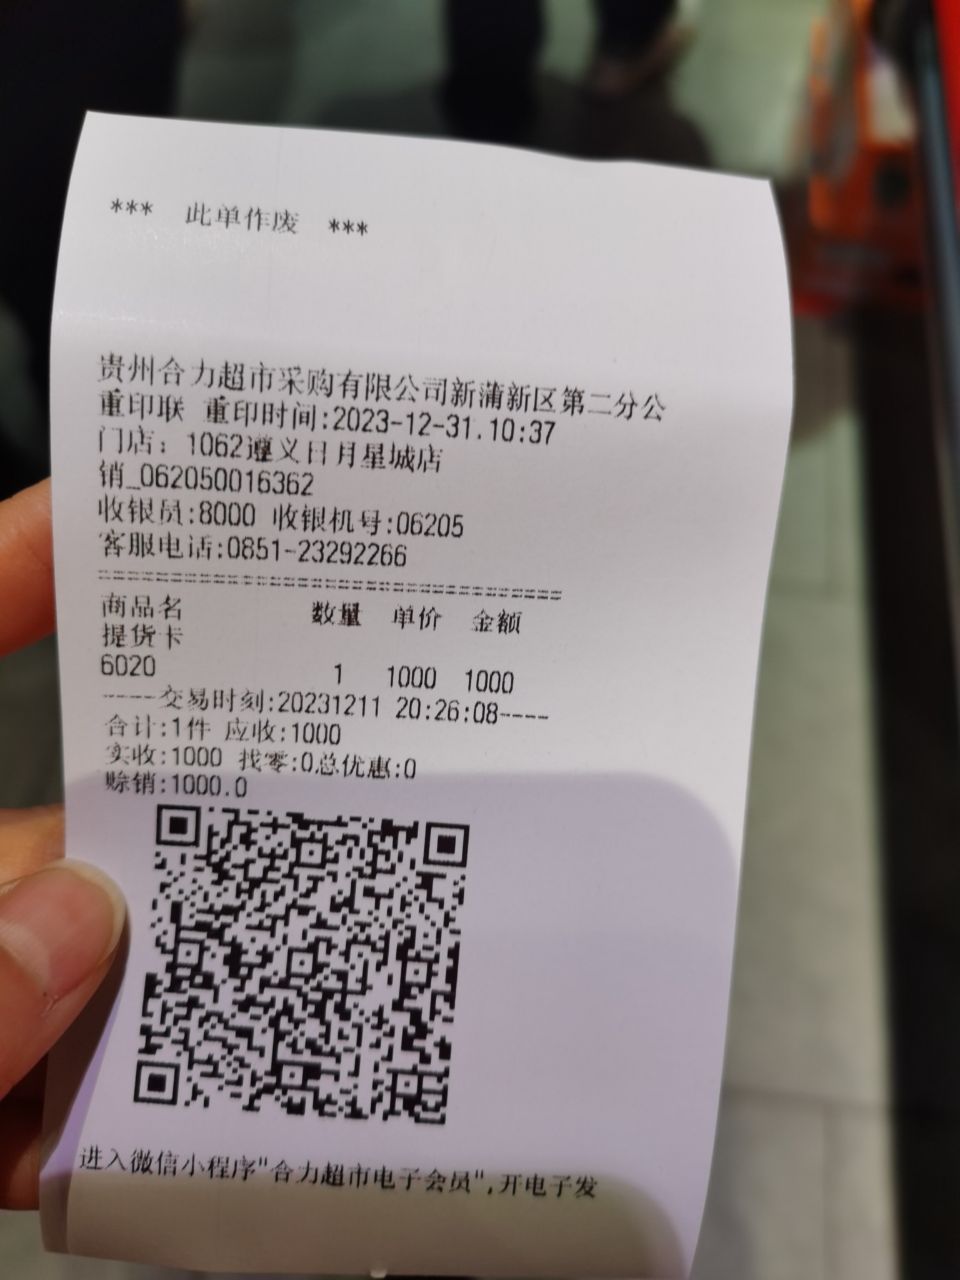 *** 此单作废 ***
贵州合力超市采购有限公司新蒲新区第二分公
重印联 重印时间:2023-12-31.10:37
门店: 1062遵义日月星城店
销_062050016362
收银员:8000 收银机号:06205
客服电话:0851-23292266
商品名 数量 单价 金额
提货卡
6020 1 1000 1000
----交易时刻:20231211 20:26:08----
合计:1件 应收:1000
实收:1000 找零:0总优惠:0
赊销:1000.0
进入微信小程序"合力超市电子会员",开电子发